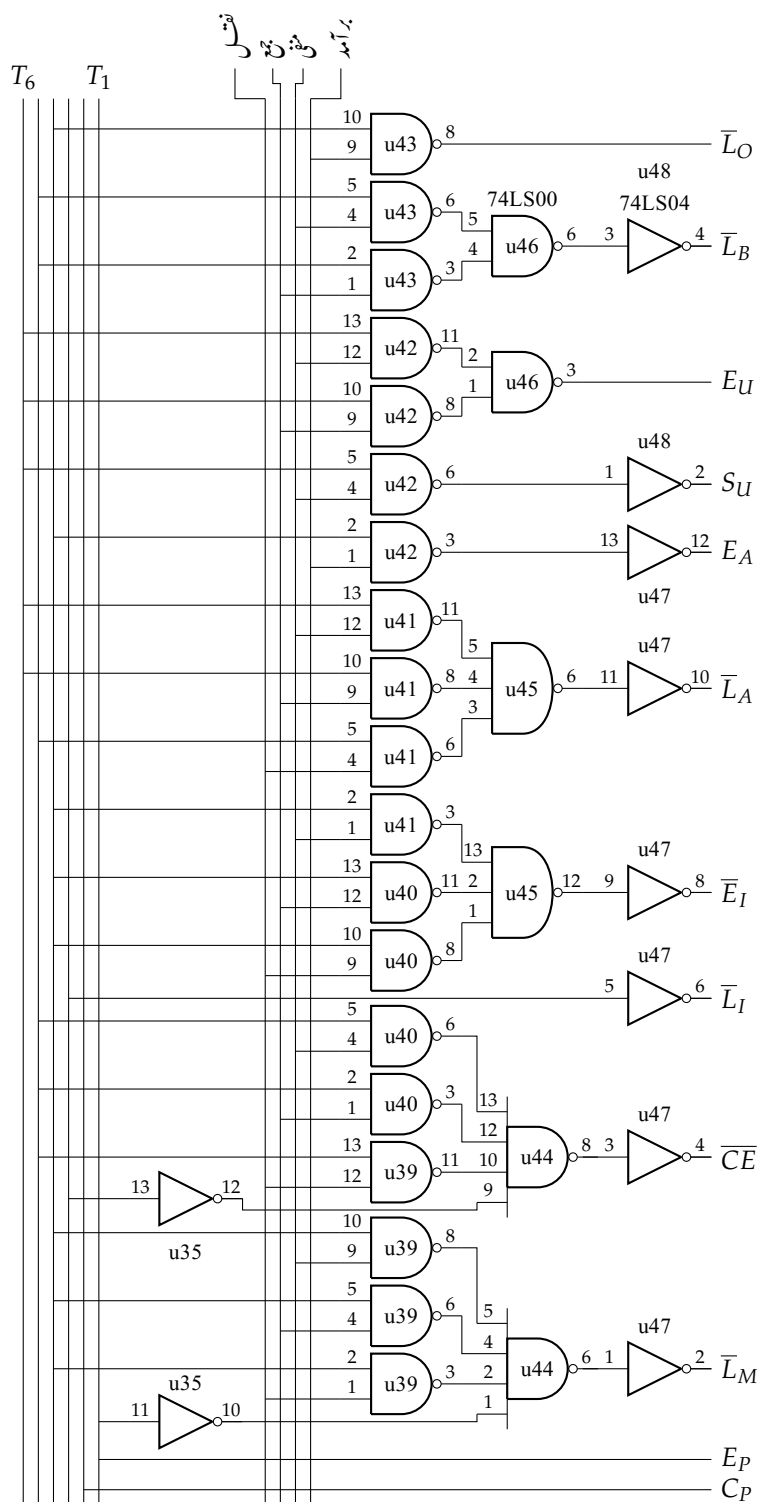 نقل جمع منفی برآمد
T6 T1
10 9 u43 8 L̅O
u48
5 4 u43 6 74LS00 74LS04
5 4 u46 6 3 4 L̅B
2 1 u43 3
13 12 u42 11
2 1 u46 3 EU
10 9 u42 8
u48
5 4 u42 6 1 2 SU
2 1 u42 3 13 12 EA
u47
13 12 u41 11
u47
10 9 u41 8 5 4 3 u45 6 11 10 L̅A
5 4 u41 6
2 1 u41 3
u47
13 12 u40 11 13 2 1 u45 12 9 8 E̅I
10 9 u40 8
u47
5 6 L̅I
5 4 u40 6
2 1 u40 3
u47
13 12 10 9 u44 8 3 4 C̅E̅
13 12 u39 11
13 12
u35
10 9 u39 8
5 4 u39 6
u47
5 4 2 1 u44 6 1 2 L̅M
2 1 u39 3
u35
11 10
EP
CP